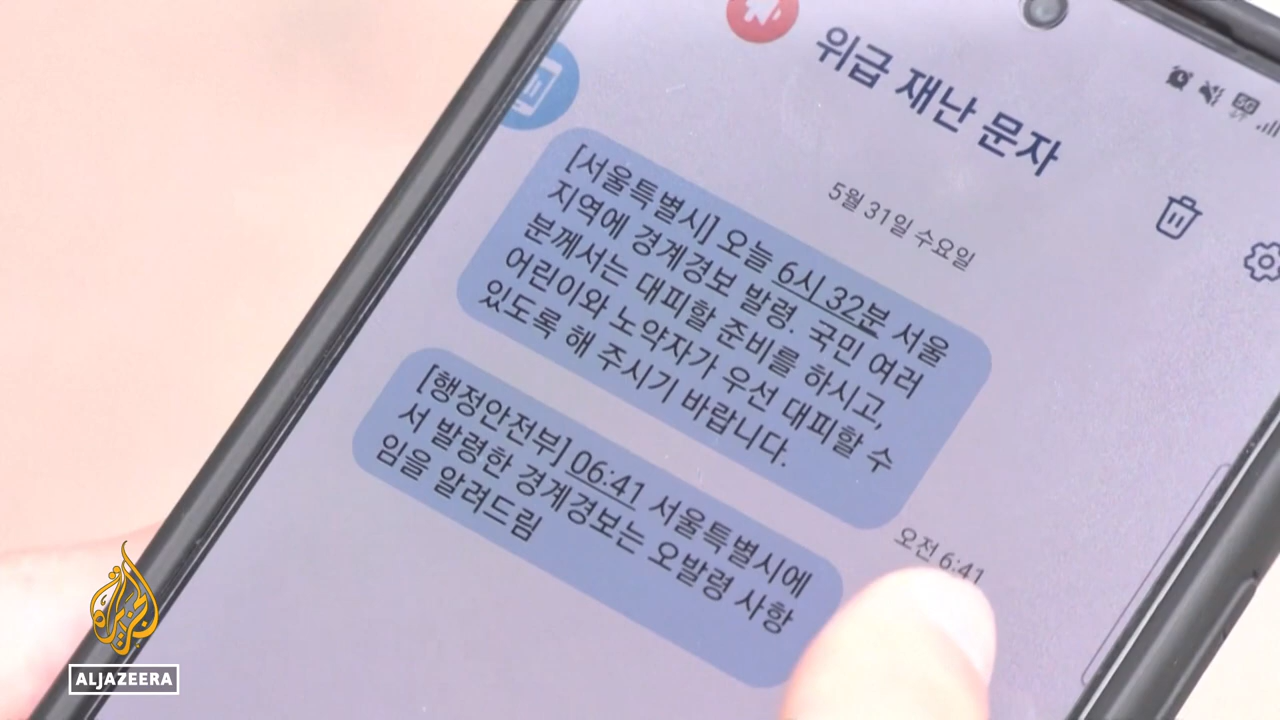 위급 재난 문자
5월 31일 수요일
[서울특별시] 오늘 6시 32분 서울
지역에 경계경보 발령. 국민 여러
분께서는 대피할 준비를 하시고,
어린이와 노약자가 우선 대피할 수
있도록 해 주시기 바랍니다.
오전 6:41
[행정안전부] 06:41 서울특별시에
서 발령한 경계경보는 오발령 사항
임을 알려드림
الجزيرة
ALJAZEERA